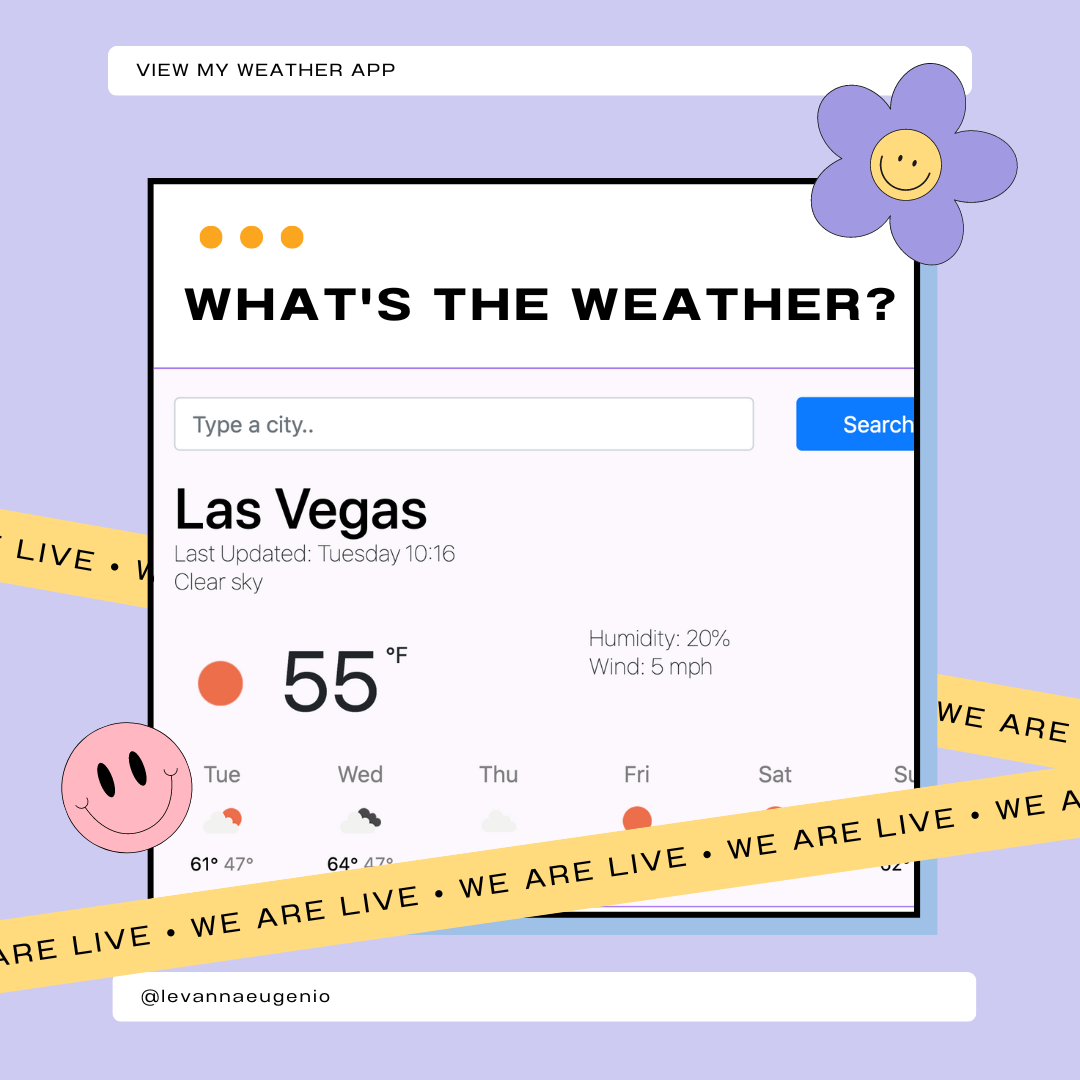 VIEW MY WEATHER APP
WHAT'S THE WEATHER?
Type a city..
Search
Las Vegas
Last Updated: Tuesday 10:16
Clear sky
55 °F
Humidity: 20%
Wind: 5 mph
LIVE •
WE ARE
Tue Wed Thu Fri Sat
61° 47° 64° 47°
ARE LIVE • WE ARE LIVE • WE ARE LIVE • WE ARE LIVE • WE
@levannaeugenio